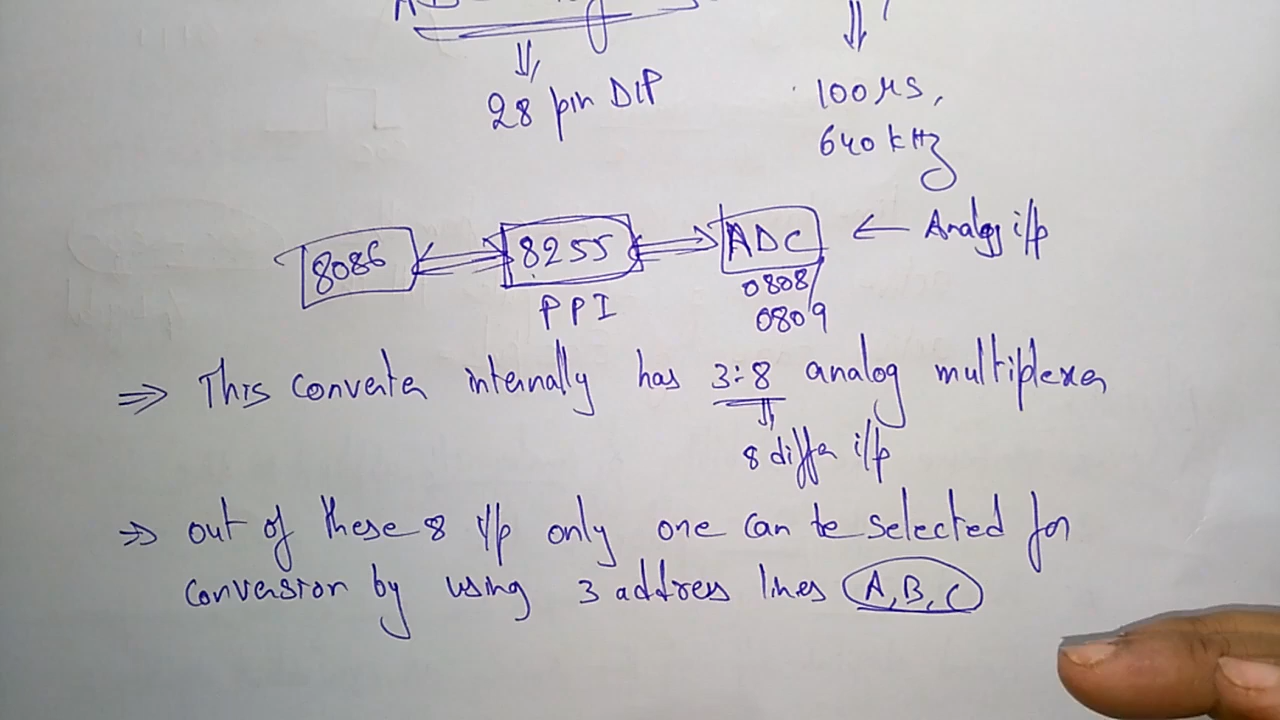 28 pin DIP
100 μs,
640 kHz
8086
8255
ADC
← Analog i/p
PPI
0808/
0809
⇒ This converter internally has 3:8 analog multiplexer
8 differ i/p
⇒ out of these 8 i/p only one can be selected for
conversion by using 3 address lines A, B, C